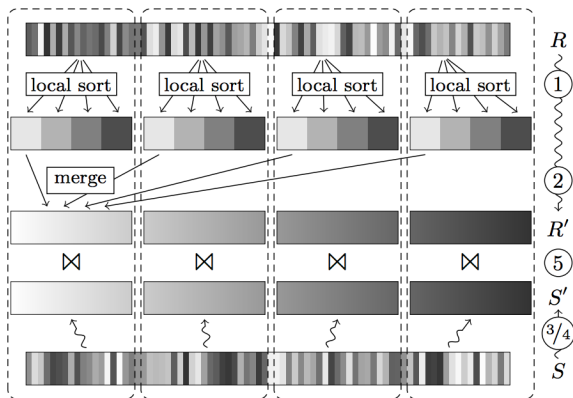 R
local sort local sort local sort local sort
1
merge
2
R′
⋈ ⋈ ⋈ ⋈ 5
S′
3/4
S